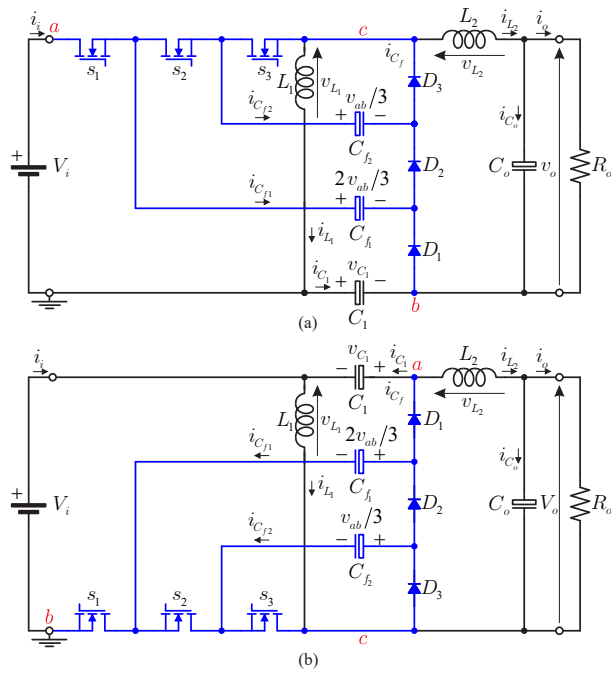 i_i a c L_2 i_{L_2} i_o
s_1 s_2 s_3 i_{C_f} v_{L_2}
L_1 v_{L_1} D_3
i_{C_{f2}} + v_{ab}/3 −
C_{f_2} i_{C_o}
+ V_i D_2 C_o v_o R_o
i_{C_{f1}} + 2v_{ab}/3 −
C_{f_1}
i_{L_1} D_1
i_{C_1} + v_{C_1} −
C_1 b
(a)
i_i − v_{C_1} + i_{C_1} a L_2 i_{L_2} i_o
C_1 i_{C_f} v_{L_2}
L_1 v_{L_1} D_1
i_{C_{f1}} − 2v_{ab}/3 +
C_{f_1} i_{C_o}
+ V_i i_{L_1} D_2 C_o V_o R_o
i_{C_{f2}} − v_{ab}/3 +
C_{f_2}
s_1 s_2 s_3 D_3
b c
(b)